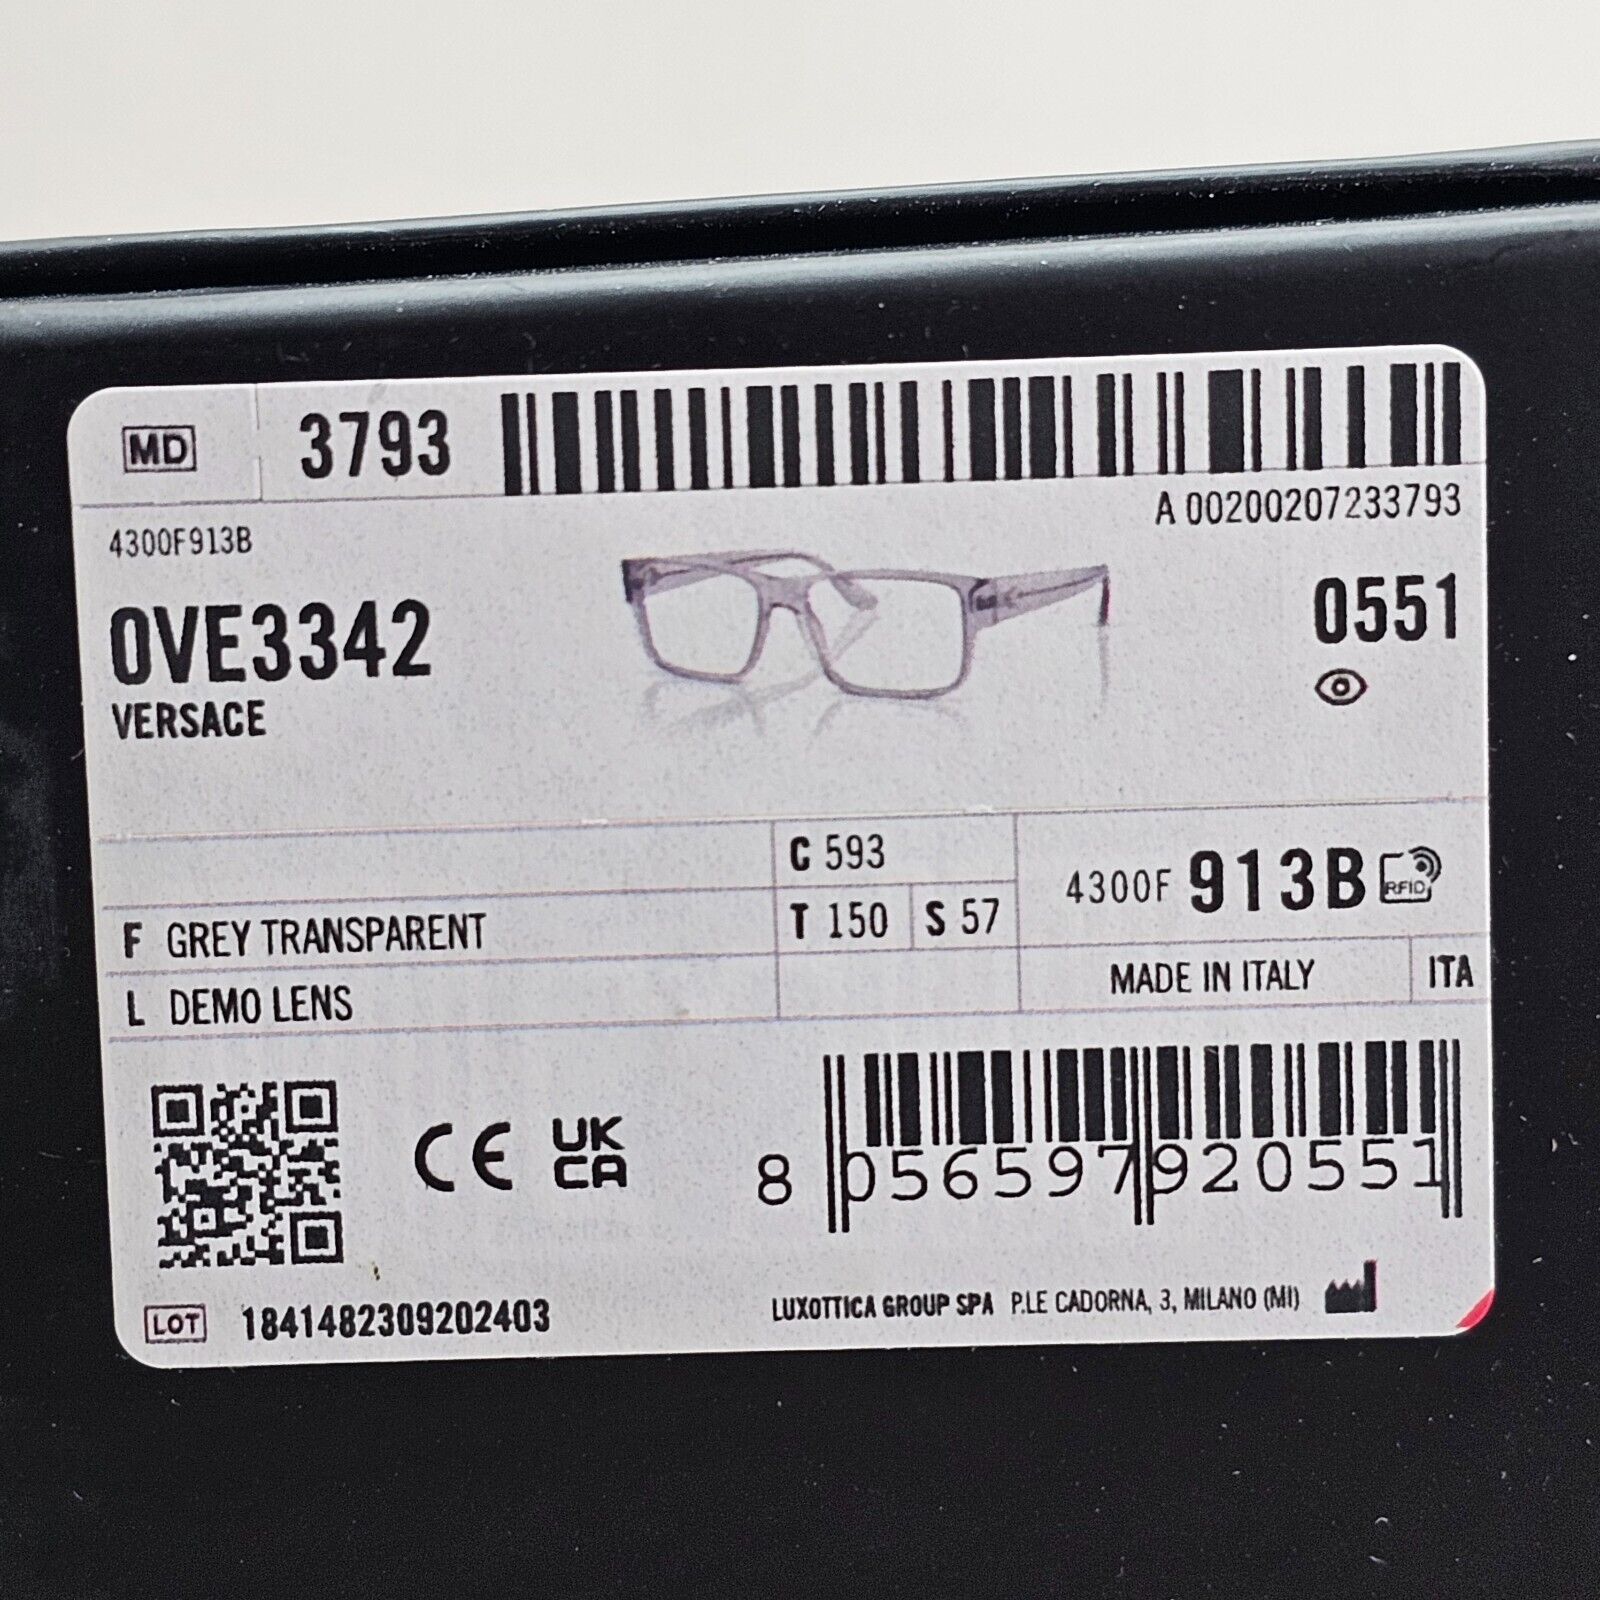 MD 3793
A 00200207233793
4300F913B
0VE3342
VERSACE
0551
C 593
F GREY TRANSPARENT
T 150 S 57
4300F 913B RFID
L DEMO LENS
MADE IN ITALY ITA
CE UK CA
8 056597 920551
LOT 1841482309202403
LUXOTTICA GROUP SPA P.LE CADORNA, 3, MILANO (MI)